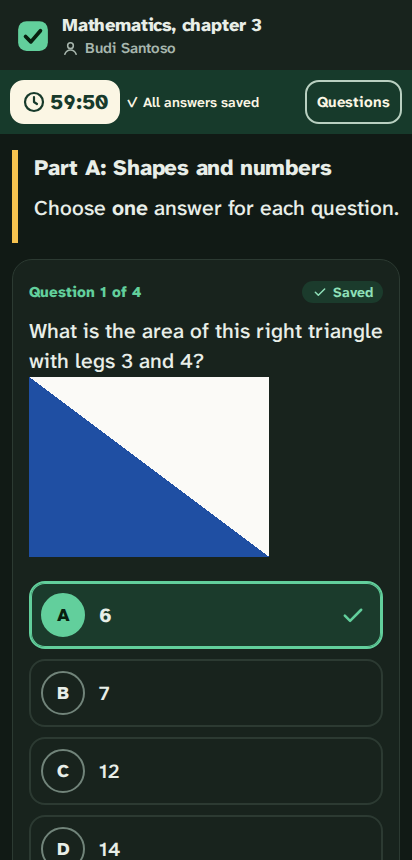 Mathematics, chapter 3
Budi Santoso
59:50
✓ All answers saved
Questions
Part A: Shapes and numbers
Choose one answer for each question.
Question 1 of 4
Saved
What is the area of this right triangle
with legs 3 and 4?
A 6
B 7
C 12
D 14